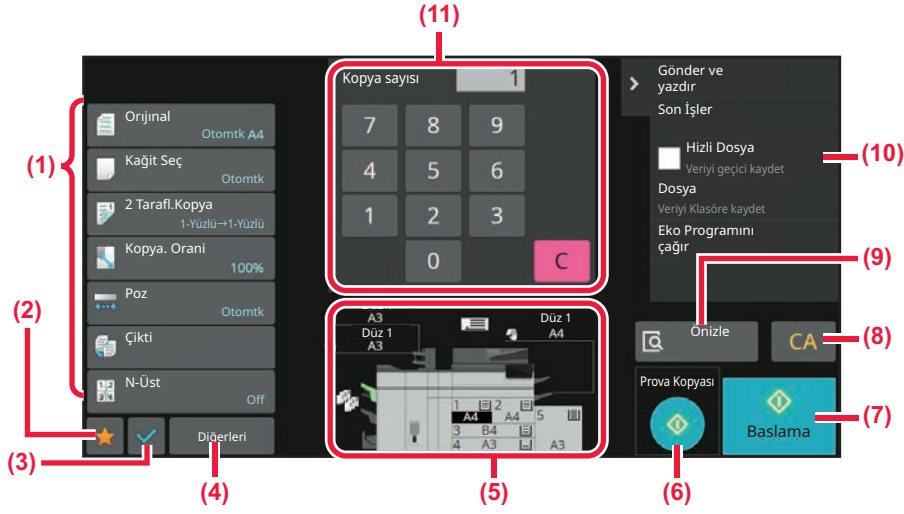 (11)
Kopya sayısı 1
7 8 9
4 5 6
1 2 3
0 C
(1)
Orıjınal
Otomtk A4
Kağit Seç
Otomtk
2 Tarafl.Kopya
1-Yüzlü→1-Yüzlü
Kopya. Orani
100%
Poz
Otomtk
Çikti
N-Üst
Off
(2)
(3)
Diğerleri
(4)
A3
Düz 1
A3
Düz 1
A4
1 2
A4 A4 5
3 B4
4 A3 A3
(5)
Gönder ve
yazdır
Son İşler
Hizli Dosya
Veriyi geçici kaydet
(10)
Dosya
Veriyi Klasöre kaydet
Eko Programını
çağır
(9)
Önizle
CA
(8)
Prova Kopyası
Baslama
(7)
(6)